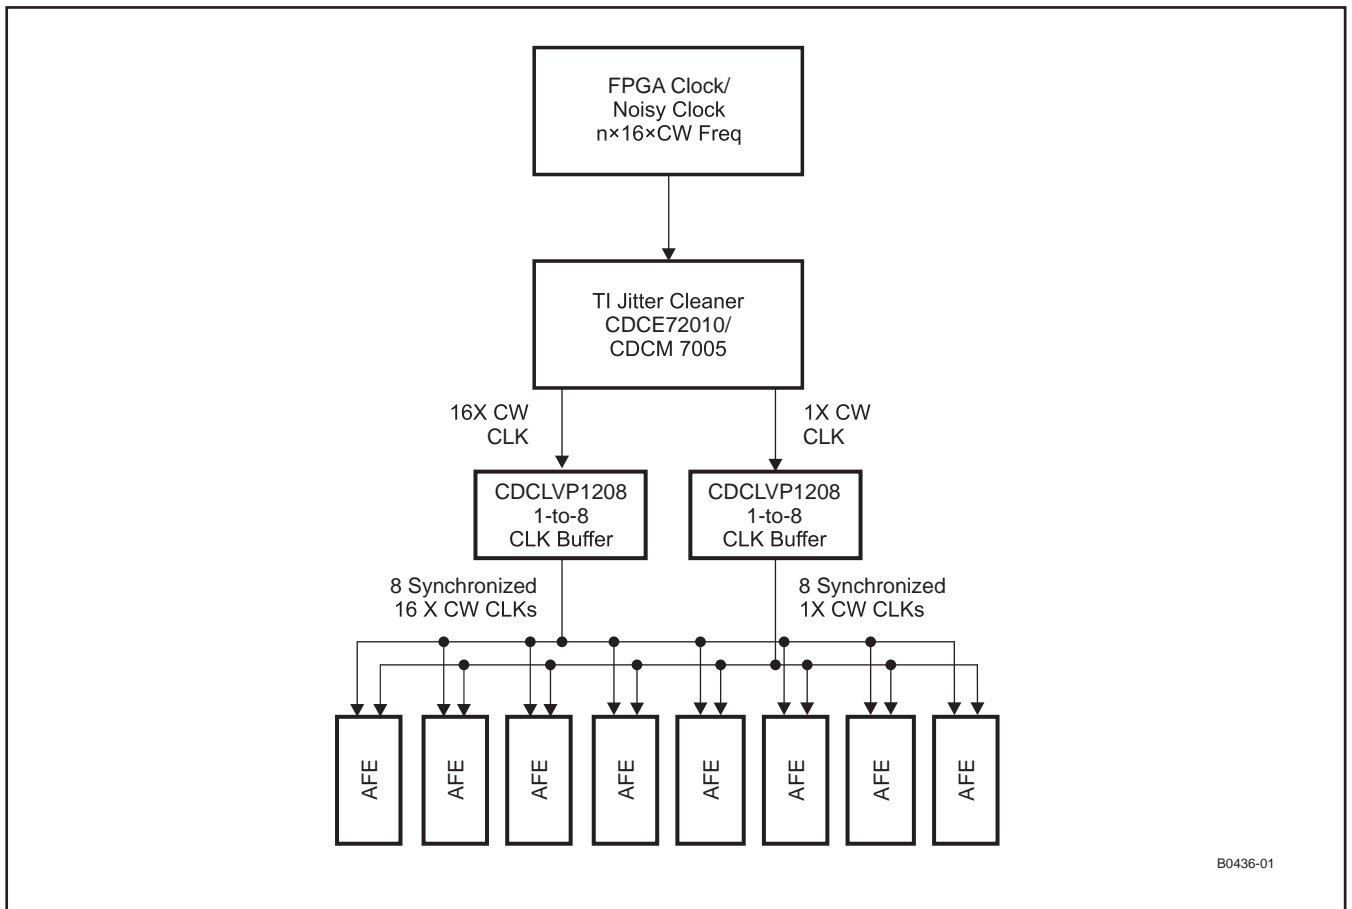 FPGA Clock/
Noisy Clock
n×16×CW Freq
TI Jitter Cleaner
CDCE72010/
CDCM 7005
16X CW
CLK
1X CW
CLK
CDCLVP1208
1-to-8
CLK Buffer
CDCLVP1208
1-to-8
CLK Buffer
8 Synchronized
16 X CW CLKs
8 Synchronized
1X CW CLKs
AFE
AFE
AFE
AFE
AFE
AFE
AFE
AFE
B0436-01